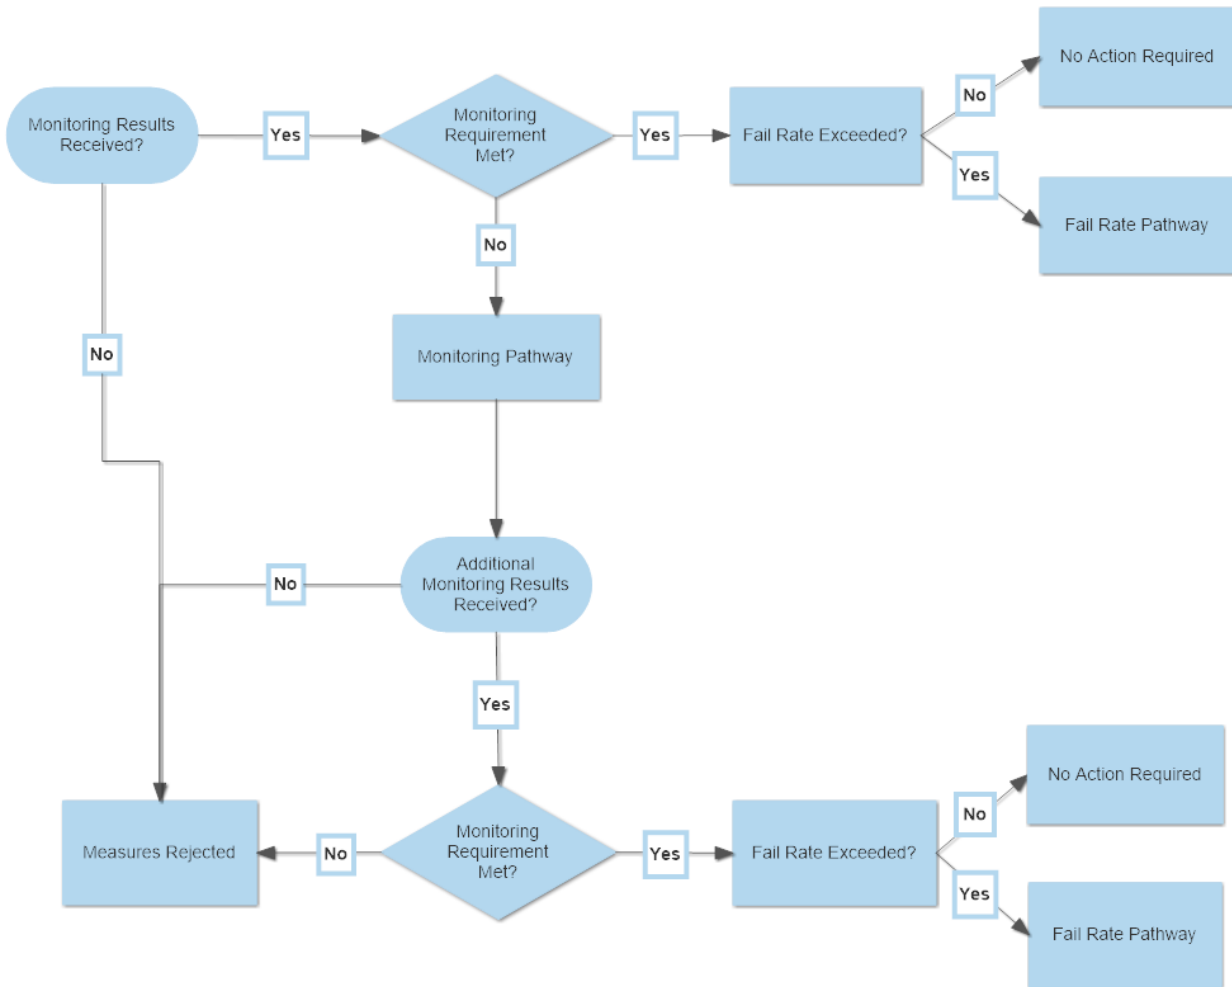 No Action Required
No
Monitoring Results
Received?
Yes
Monitoring
Requirement
Met?
Yes
Fail Rate Exceeded?
Yes
Fail Rate Pathway
No
No
Monitoring Pathway
Additional
Monitoring Results
Received?
No
Yes
No Action Required
No
Measures Rejected
No
Monitoring
Requirement
Met?
Yes
Fail Rate Exceeded?
Yes
Fail Rate Pathway